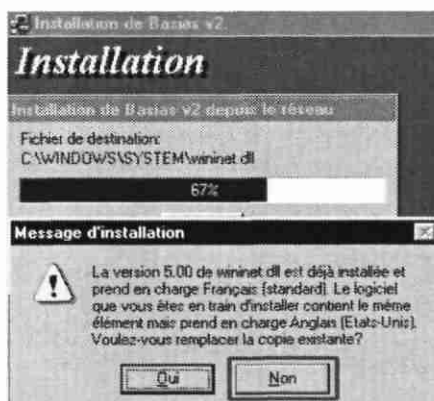 Installation de Basias v2.
Installation
Installation de Basias v2 depuis le réseau
Fichier de destination:
C:\WINDOWS\SYSTEM\wininet.dll
67%
Message d'installation
La version 5.00 de wininet.dll est déjà installée et
prend en charge Français (standard). Le logiciel
que vous êtes en train d'installer contient le même
élément mais prend en charge Anglais (Etats-Unis).
Voulez-vous remplacer la copie existante?
Oui
Non